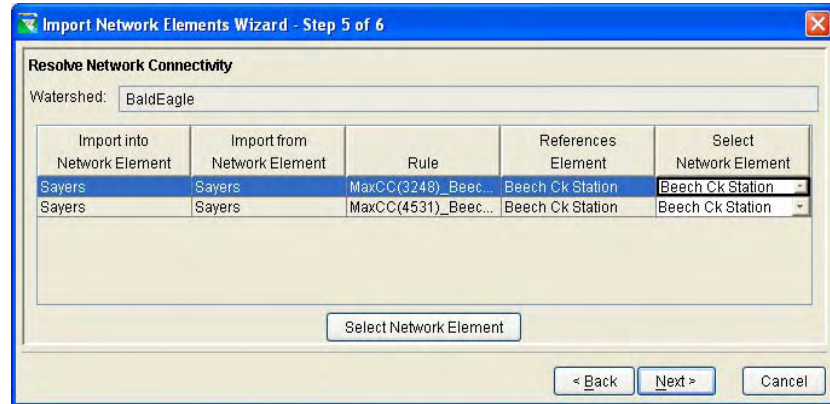 Import Network Elements Wizard - Step 5 of 6
Resolve Network Connectivity
Watershed: BaldEagle
Import into Network Element Import from Network Element Rule References Element Select Network Element
Sayers Sayers MaxCC(3248)_Beec... Beech Ck Station Beech Ck Station
Sayers Sayers MaxCC(4531)_Beec... Beech Ck Station Beech Ck Station
Select Network Element
< Back Next > Cancel